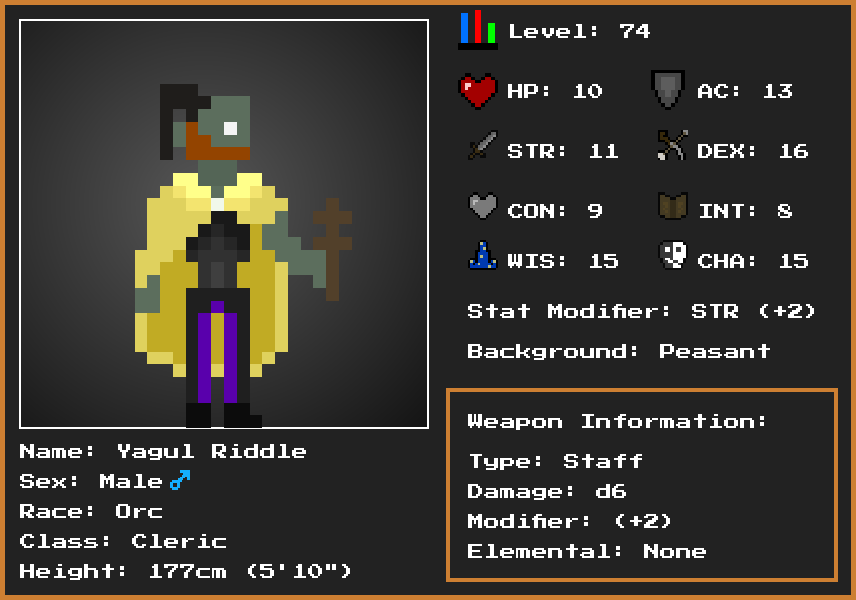 Level: 74
HP: 10 AC: 13
STR: 11 DEX: 16
CON: 9 INT: 8
WIS: 15 CHA: 15
Stat Modifier: STR (+2)
Background: Peasant
Weapon Information:
Type: Staff
Damage: d6
Modifier: (+2)
Elemental: None
Name: Yagul Riddle
Sex: Male ♂
Race: Orc
Class: Cleric
Height: 177cm (5'10")